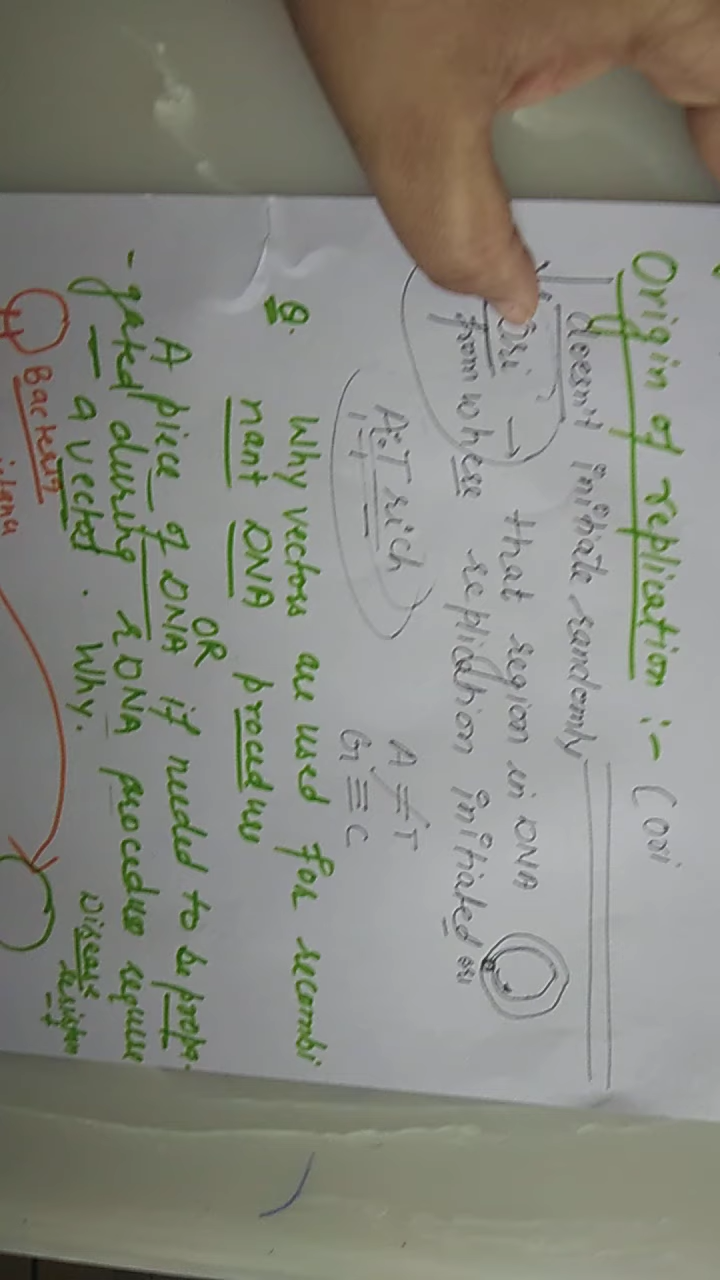 Origin of replication :- (ori
doesn't initiate randomly
Ori → that region in DNA
from where replication initiated
ori
A:T rich
A = T
G ≡ C
Q. Why vectors are used for recombi
nant DNA procedure
OR
A piece of DNA if needed to be propa-
-gated during rDNA procedure require
a vector. Why.
Disease